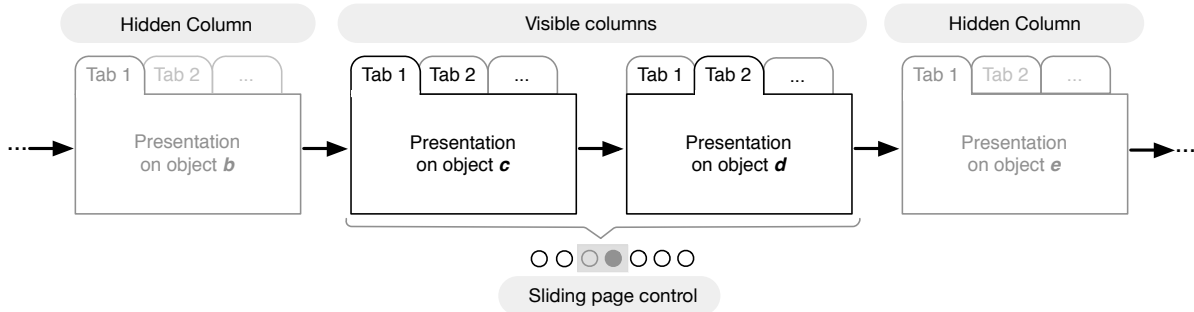 Hidden Column
Visible columns
Hidden Column
Tab 1 Tab 2 ...
Tab 1 Tab 2 ...
Tab 1 Tab 2 ...
Tab 1 Tab 2 ...
...
Presentation
on object b
Presentation
on object c
Presentation
on object d
Presentation
on object e
...
Sliding page control